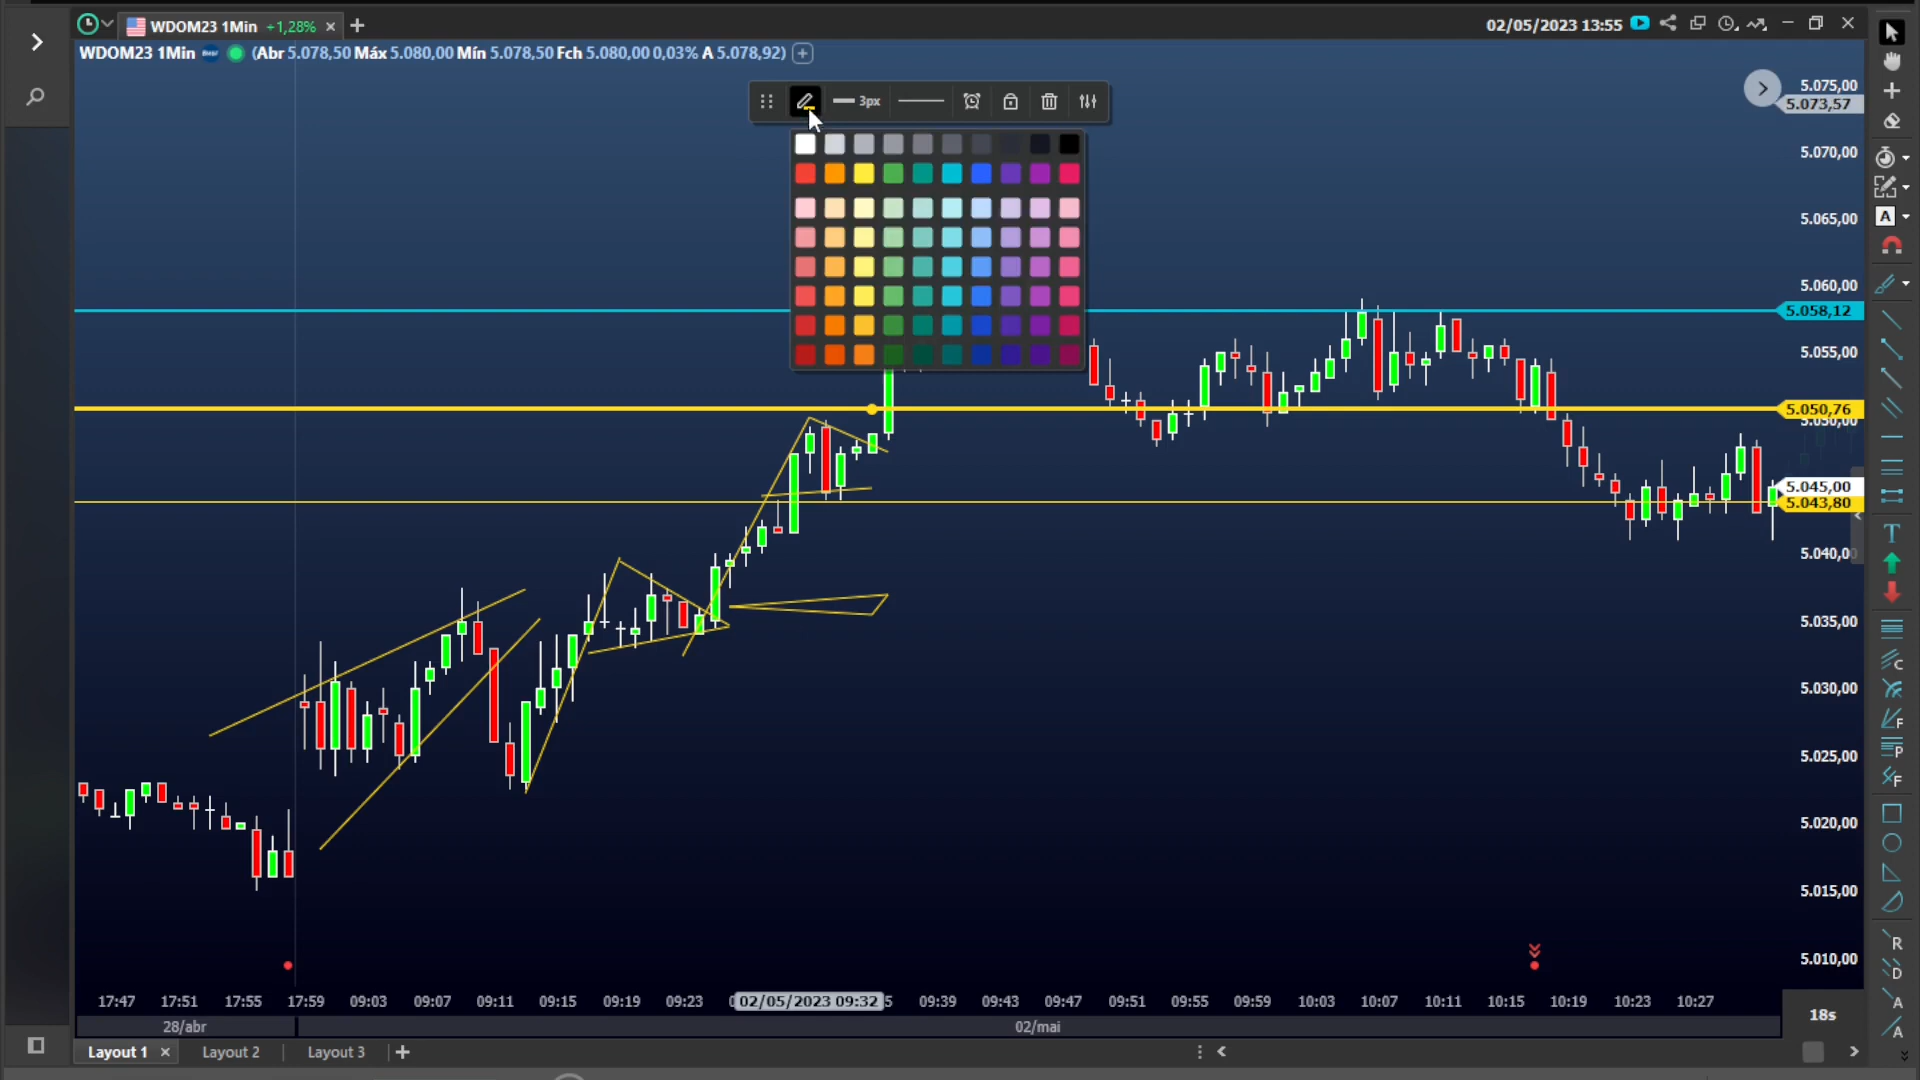 WDOM23 1Min +1,28%
02/05/2023 13:55
WDOM23 1Min (Abr 5.078,50 Máx 5.080,00 Mín 5.078,50 Fch 5.080,00 0,03% A 5.078,92)
3px
5.075,00
5.073,57
5.070,00
5.065,00
5.060,00
5.058,12
5.055,00
5.050,76
5.050,00
5.045,00
5.043,80
5.040,00
5.035,00
5.030,00
5.025,00
5.020,00
5.015,00
5.010,00
A
T
C
F
P
F
R
D
A
A
17:47 17:51 17:55 17:59 09:03 09:07 09:11 09:15 09:19 09:23 02/05/2023 09:32 5 09:39 09:43 09:47 09:51 09:55 09:59 10:03 10:07 10:11 10:15 10:19 10:23 10:27
18s
28/abr 02/mai
Layout 1 Layout 2 Layout 3